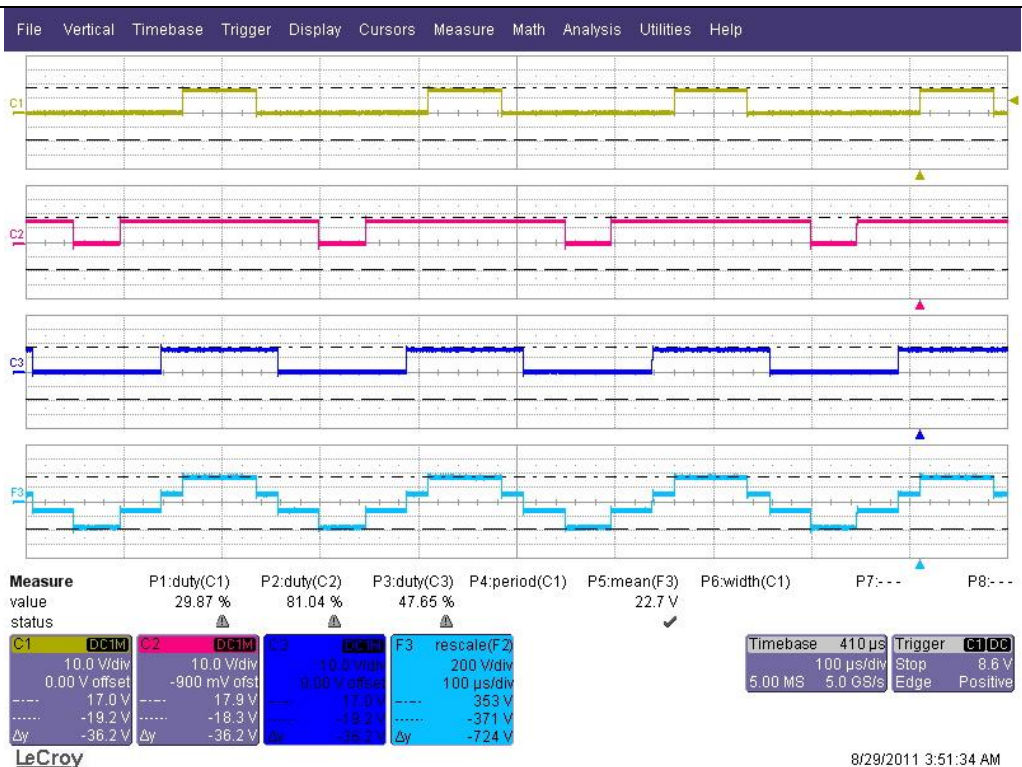 File Vertical Timebase Trigger Display Cursors Measure Math Analysis Utilities Help
C1
C2
C3
F3
Measure P1:duty(C1) P2:duty(C2) P3:duty(C3) P4:period(C1) P5:mean(F3) P6:width(C1) P7:- - - P8:- - -
value 29.87 % 81.04 % 47.65 % 22.7 V
status
C1 DC1M C2 DC1M C3 DC1M F3 rescale(F2) Timebase 410 µs Trigger C1 DC
10.0 V/div 10.0 V/div 10.0 V/div 200 V/div 100 µs/div Stop 8.6 V
0.00 V offset -900 mV ofst 0.00 V offset 100 µs/div 5.00 MS 5.0 GS/s Edge Positive
17.0 V 17.9 V 17.0 V 353 V
-19.2 V -18.3 V -19.2 V -371 V
Δy -36.2 V Δy -36.2 V Δy -36.2 V Δy -724 V
LeCroy 8/29/2011 3:51:34 AM